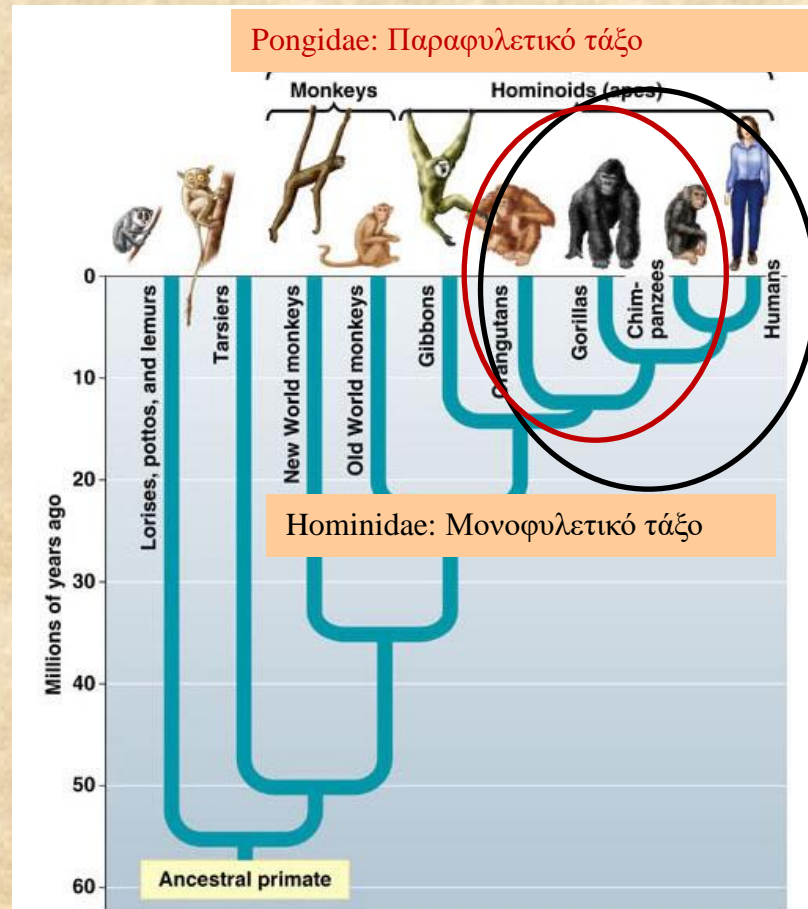 Pongidae: Παραφυλετικό τάξο
Monkeys
Hominoids (apes)
0
10
20
30
40
50
60
Millions of years ago
Lorises, pottos, and lemurs
Tarsiers
New World monkeys
Old World monkeys
Gibbons
Orangutans
Gorillas
Chim-
panzees
Humans
Hominidae: Μονοφυλετικό τάξο
Ancestral primate